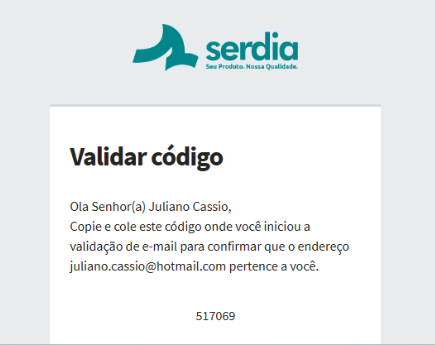 serdia
Seu Produto. Nossa Qualidade.
Validar código
Ola Senhor(a) Juliano Cassio,
Copie e cole este código onde você iniciou a
validação de e-mail para confirmar que o endereço
juliano.cassio@hotmail.com pertence a você.
517069